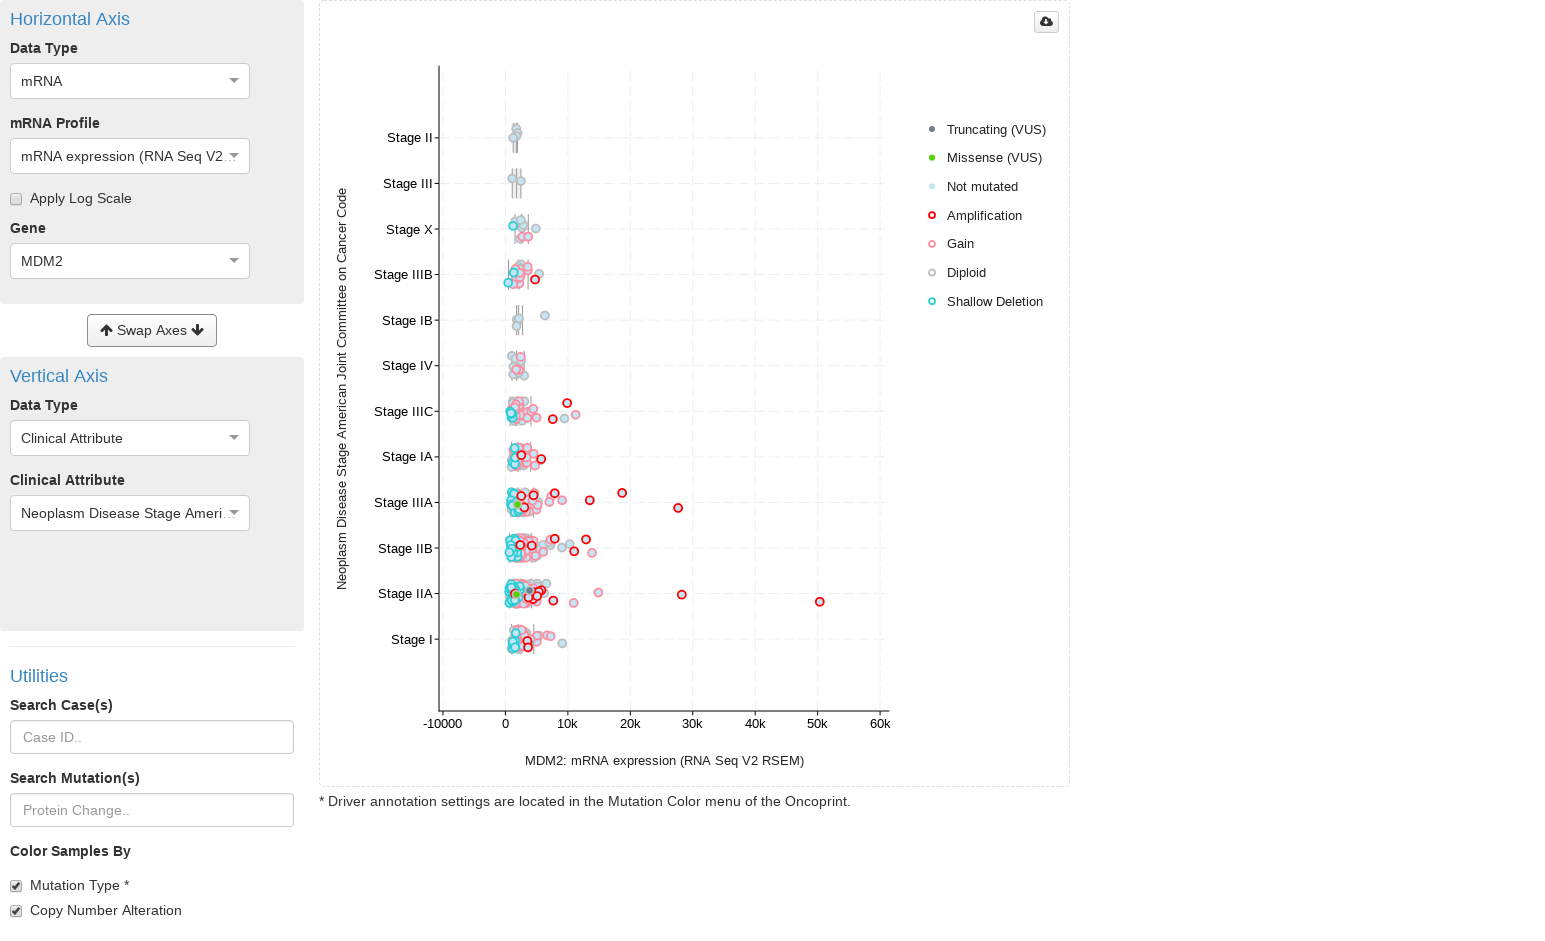 Horizontal Axis
Data Type
mRNA
mRNA Profile
mRNA expression (RNA Seq V2...
Apply Log Scale
Gene
MDM2
Swap Axes
Vertical Axis
Data Type
Clinical Attribute
Clinical Attribute
Neoplasm Disease Stage Ameri...
Utilities
Search Case(s)
Case ID..
Search Mutation(s)
Protein Change..
Color Samples By
Mutation Type *
Copy Number Alteration
Neoplasm Disease Stage American Joint Committee on Cancer Code
Stage II
Stage III
Stage X
Stage IIIB
Stage IB
Stage IV
Stage IIIC
Stage IA
Stage IIIA
Stage IIB
Stage IIA
Stage I
-10000 0 10k 20k 30k 40k 50k 60k
MDM2: mRNA expression (RNA Seq V2 RSEM)
Truncating (VUS)
Missense (VUS)
Not mutated
Amplification
Gain
Diploid
Shallow Deletion
* Driver annotation settings are located in the Mutation Color menu of the Oncoprint.